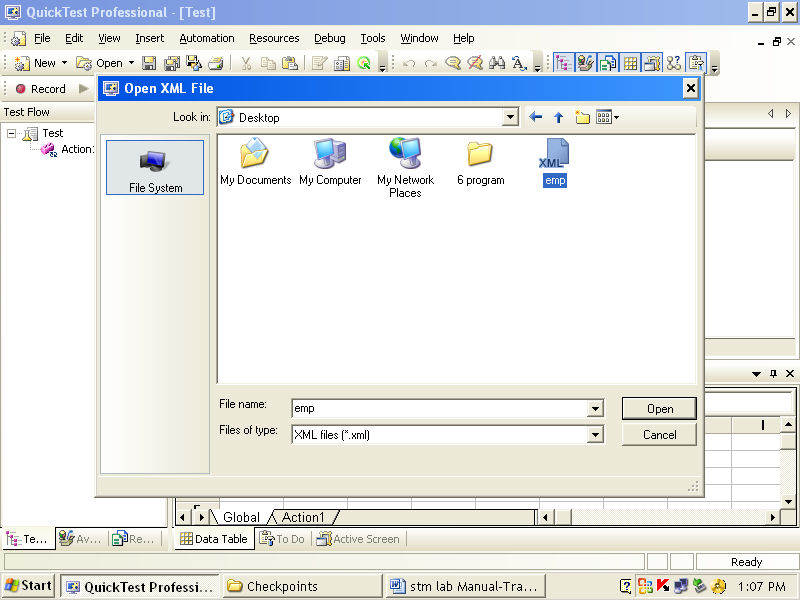 QuickTest Professional - [Test]
File Edit View Insert Automation Resources Debug Tools Window Help
New Open
Record
Open XML File
Test Flow
Look in: Desktop
Test
Action1
File System
My Documents My Computer My Network Places 6 program XML emp
File name: emp Open
Files of type: XML files (*.xml) Cancel
I
Global Action1
Te... Av... Re... Data Table To Do Active Screen
Ready
Start QuickTest Professi... Checkpoints stm lab Manual-Tra... 1:07 PM